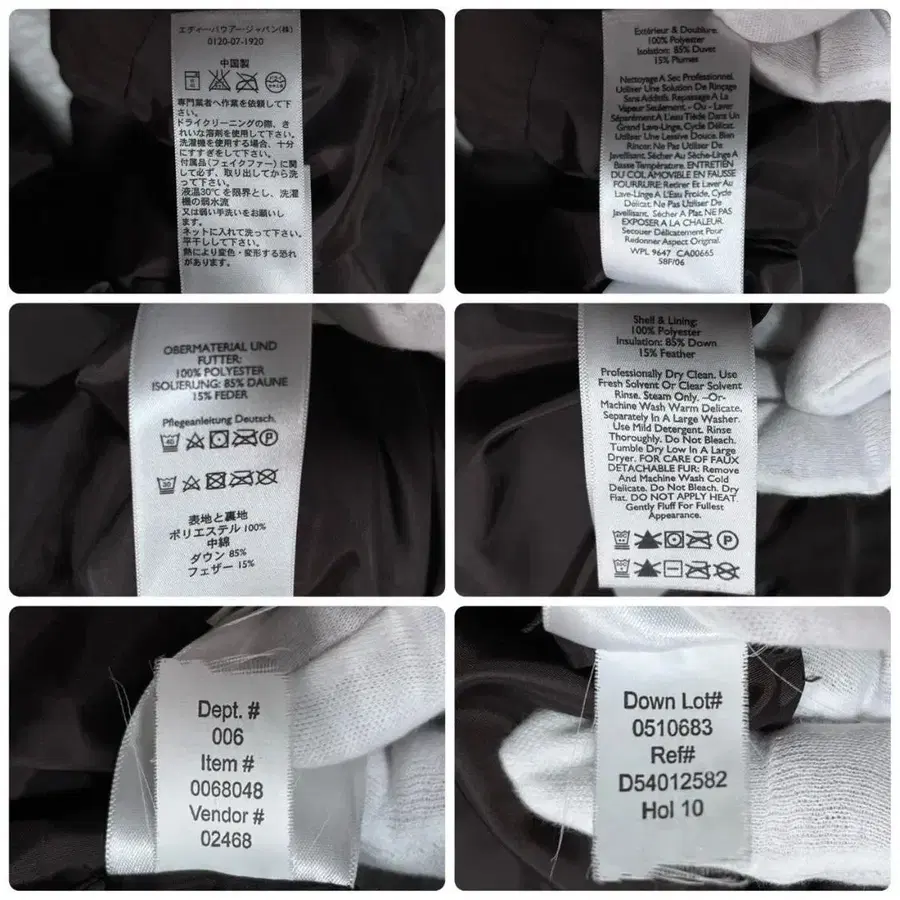 エディー・バウアー・ジャパン(株)
0120-07-1920
中国製
専門業者へ作業を依頼して下
さい。
ドライクリーニングの際、き
れいな溶剤を使用して下さい。
洗濯機を使用する場合、十分
にすすぎをして下さい。
付属品(フェイクファー)に関
して必ず、取り出してから洗
って下さい。
液温30℃を限界とし、洗濯
機の弱水流
又は弱い手洗いをお願いし
ます。
ネットに入れて洗って下さい。
平干しして下さい。
熱により変色・変形する恐れ
があります。
Extérieur & Doublure:
100% Polyester
Isolation: 85% Duvet
15% Plumes
Nettoyage A Sec Professionnel.
Utiliser Une Solution De Rinçage
Sans Additifs. Repassage A La
Vapeur Seulement.- Ou - Laver
Séparément A L'eau Tiède Dans Un
Grand Lave-Linge, Cycle Délicat.
Utiliser Une Lessive Douce. Bien
Rincer. Ne Pas Utiliser De
Javellisant. Sécher Au Sèche-Linge A
Basse Température. ENTRETIEN
DU COL AMOVIBLE EN FAUSSE
FOURRURE: Retirer Et Laver Au
Lave-Linge A L'Eau Froide, Cycle
Délicat. Ne Pas Utiliser De
Javellisant. Sécher A Plat. NE PAS
EXPOSER A LA CHALEUR.
Secouer Délicatement Pour
Redonner Aspect Original.
WPL 9647 CA00665
S8F/06
OBERMATERIAL UND
FUTTER:
100% POLYESTER
ISOLIERUNG: 85% DAUNE
15% FEDER
Pflegeanleitung Deutsch.
40
P
30
表地と裏地
ポリエステル 100%
中綿
ダウン 85%
フェザー 15%
Shell & Lining:
100% Polyester
Insulation: 85% Down
15% Feather
Professionally Dry Clean. Use
Fresh Solvent Or Clear Solvent
Rinse. Steam Only. -Or-
Machine Wash Warm Delicate,
Separately In A Large Washer.
Use Mild Detergent. Rinse
Thoroughly. Do Not Bleach.
Tumble Dry Low In A Large
Dryer. FOR CARE OF FAUX
DETACHABLE FUR: Remove
And Machine Wash Cold
Delicate. Do Not Bleach. Dry
Flat. DO NOT APPLY HEAT.
Gently Fluff For Fullest
Appearance.
P
Dept. #
006
Item #
0068048
Vendor #
02468
Down Lot#
0510683
Ref#
D54012582
Hol 10